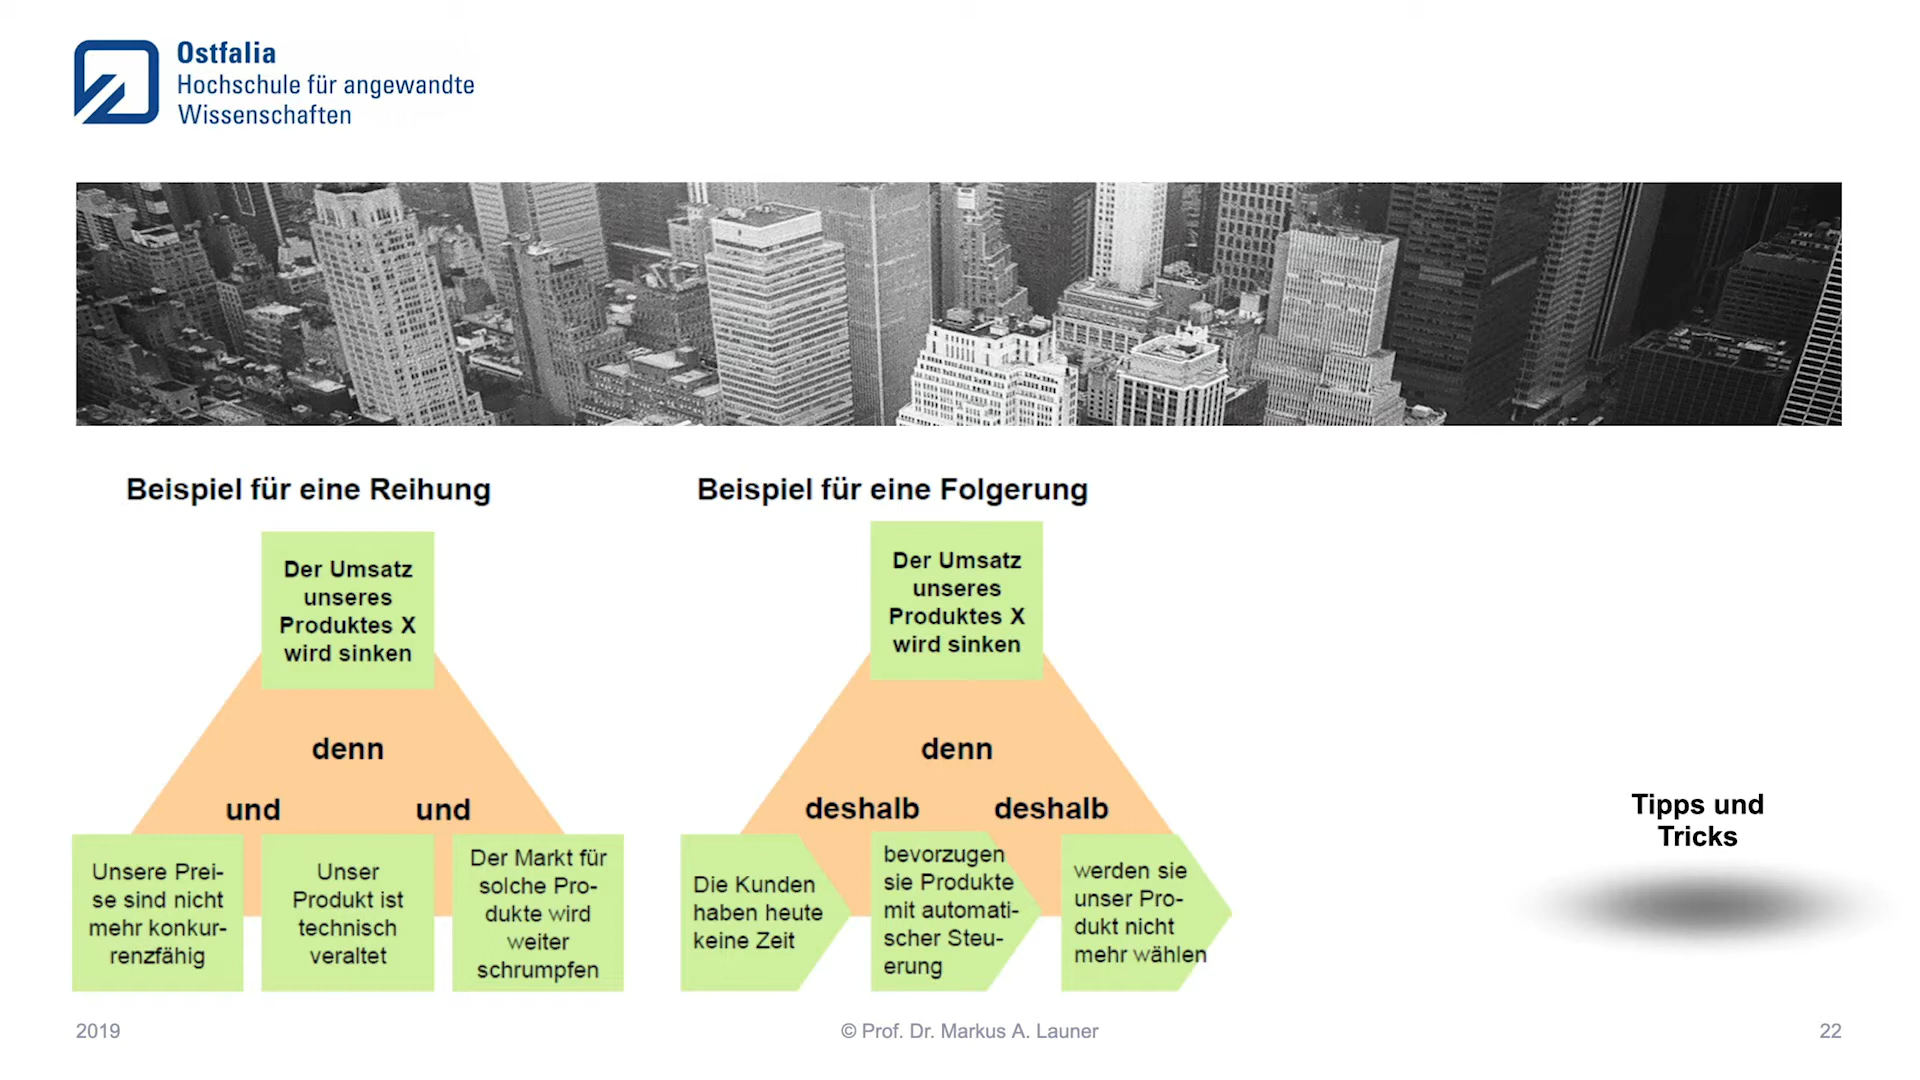 Ostfalia
Hochschule für angewandte
Wissenschaften
Beispiel für eine Reihung
Der Umsatz
unseres
Produktes X
wird sinken
denn
und
und
Unsere Prei-
se sind nicht
mehr konkur-
renzfähig
Unser
Produkt ist
technisch
veraltet
Der Markt für
solche Pro-
dukte wird
weiter
schrumpfen
Beispiel für eine Folgerung
Der Umsatz
unseres
Produktes X
wird sinken
denn
deshalb
deshalb
Die Kunden
haben heute
keine Zeit
bevorzugen
sie Produkte
mit automati-
scher Steu-
erung
werden sie
unser Pro-
dukt nicht
mehr wählen
Tipps und
Tricks
2019
© Prof. Dr. Markus A. Launer
22